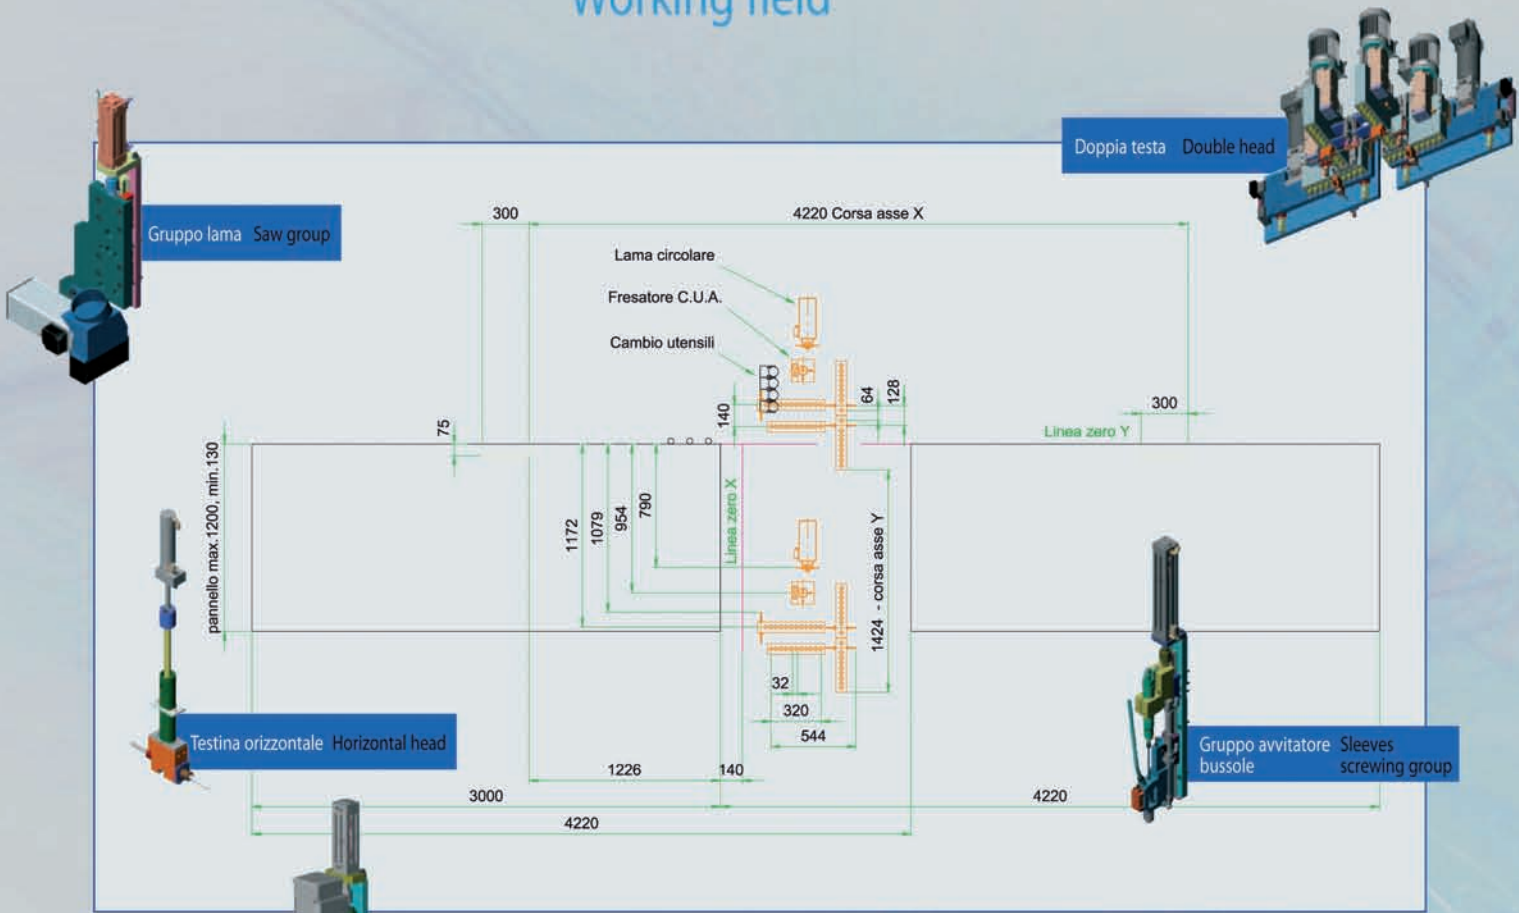 Working field
Doppia testa Double head
Gruppo lama Saw group
300
4220 Corsa asse X
Lama circolare
Fresatore C.U.A.
Cambio utensili
140
64
128
300
75
Linea zero Y
pannello max.1200, min.130
1172
1079
954
790
Linea zero X
1424 - corsa asse Y
32
320
544
Testina orizzontale Horizontal head
Gruppo avvitatore Sleeves
bussole screwing group
1226
140
3000
4220
4220